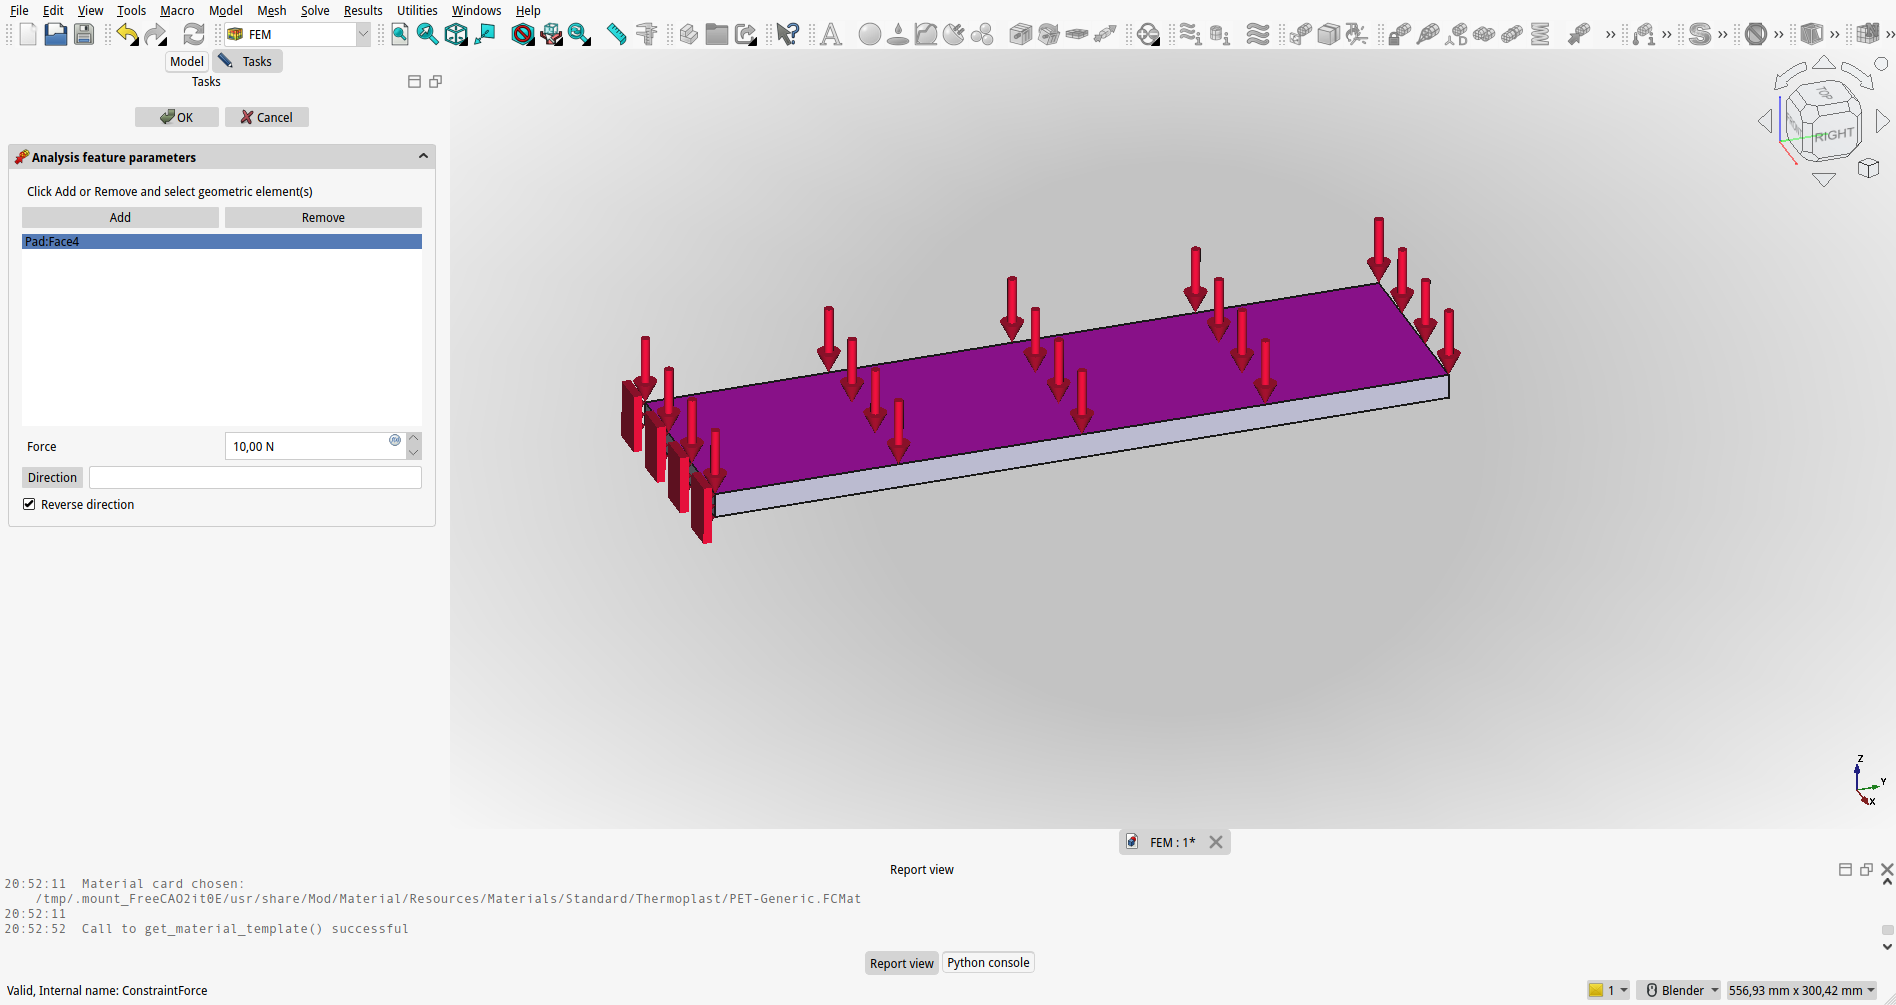 File Edit View Tools Macro Model Mesh Solve Results Utilities Windows Help
FEM
Model Tasks
Tasks
OK Cancel
Analysis feature parameters
Click Add or Remove and select geometric element(s)
Add Remove
Pad:Face4
Force 10,00 N
Direction
Reverse direction
TOP
RIGHT
Z
Y
X
FEM : 1*
Report view
20:52:11 Material card chosen:
/tmp/.mount_FreeCAO2it0E/usr/share/Mod/Material/Resources/Materials/Standard/Thermoplast/PET-Generic.FCMat
20:52:11
20:52:52 Call to get_material_template() successful
Report view Python console
Valid, Internal name: ConstraintForce
1 Blender 556,93 mm x 300,42 mm